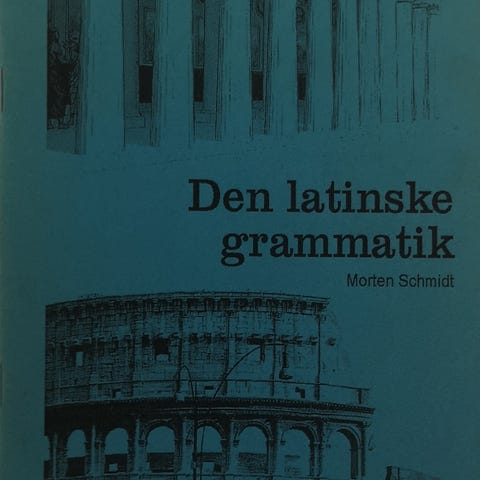 Den latinske
grammatik
Morten Schmidt